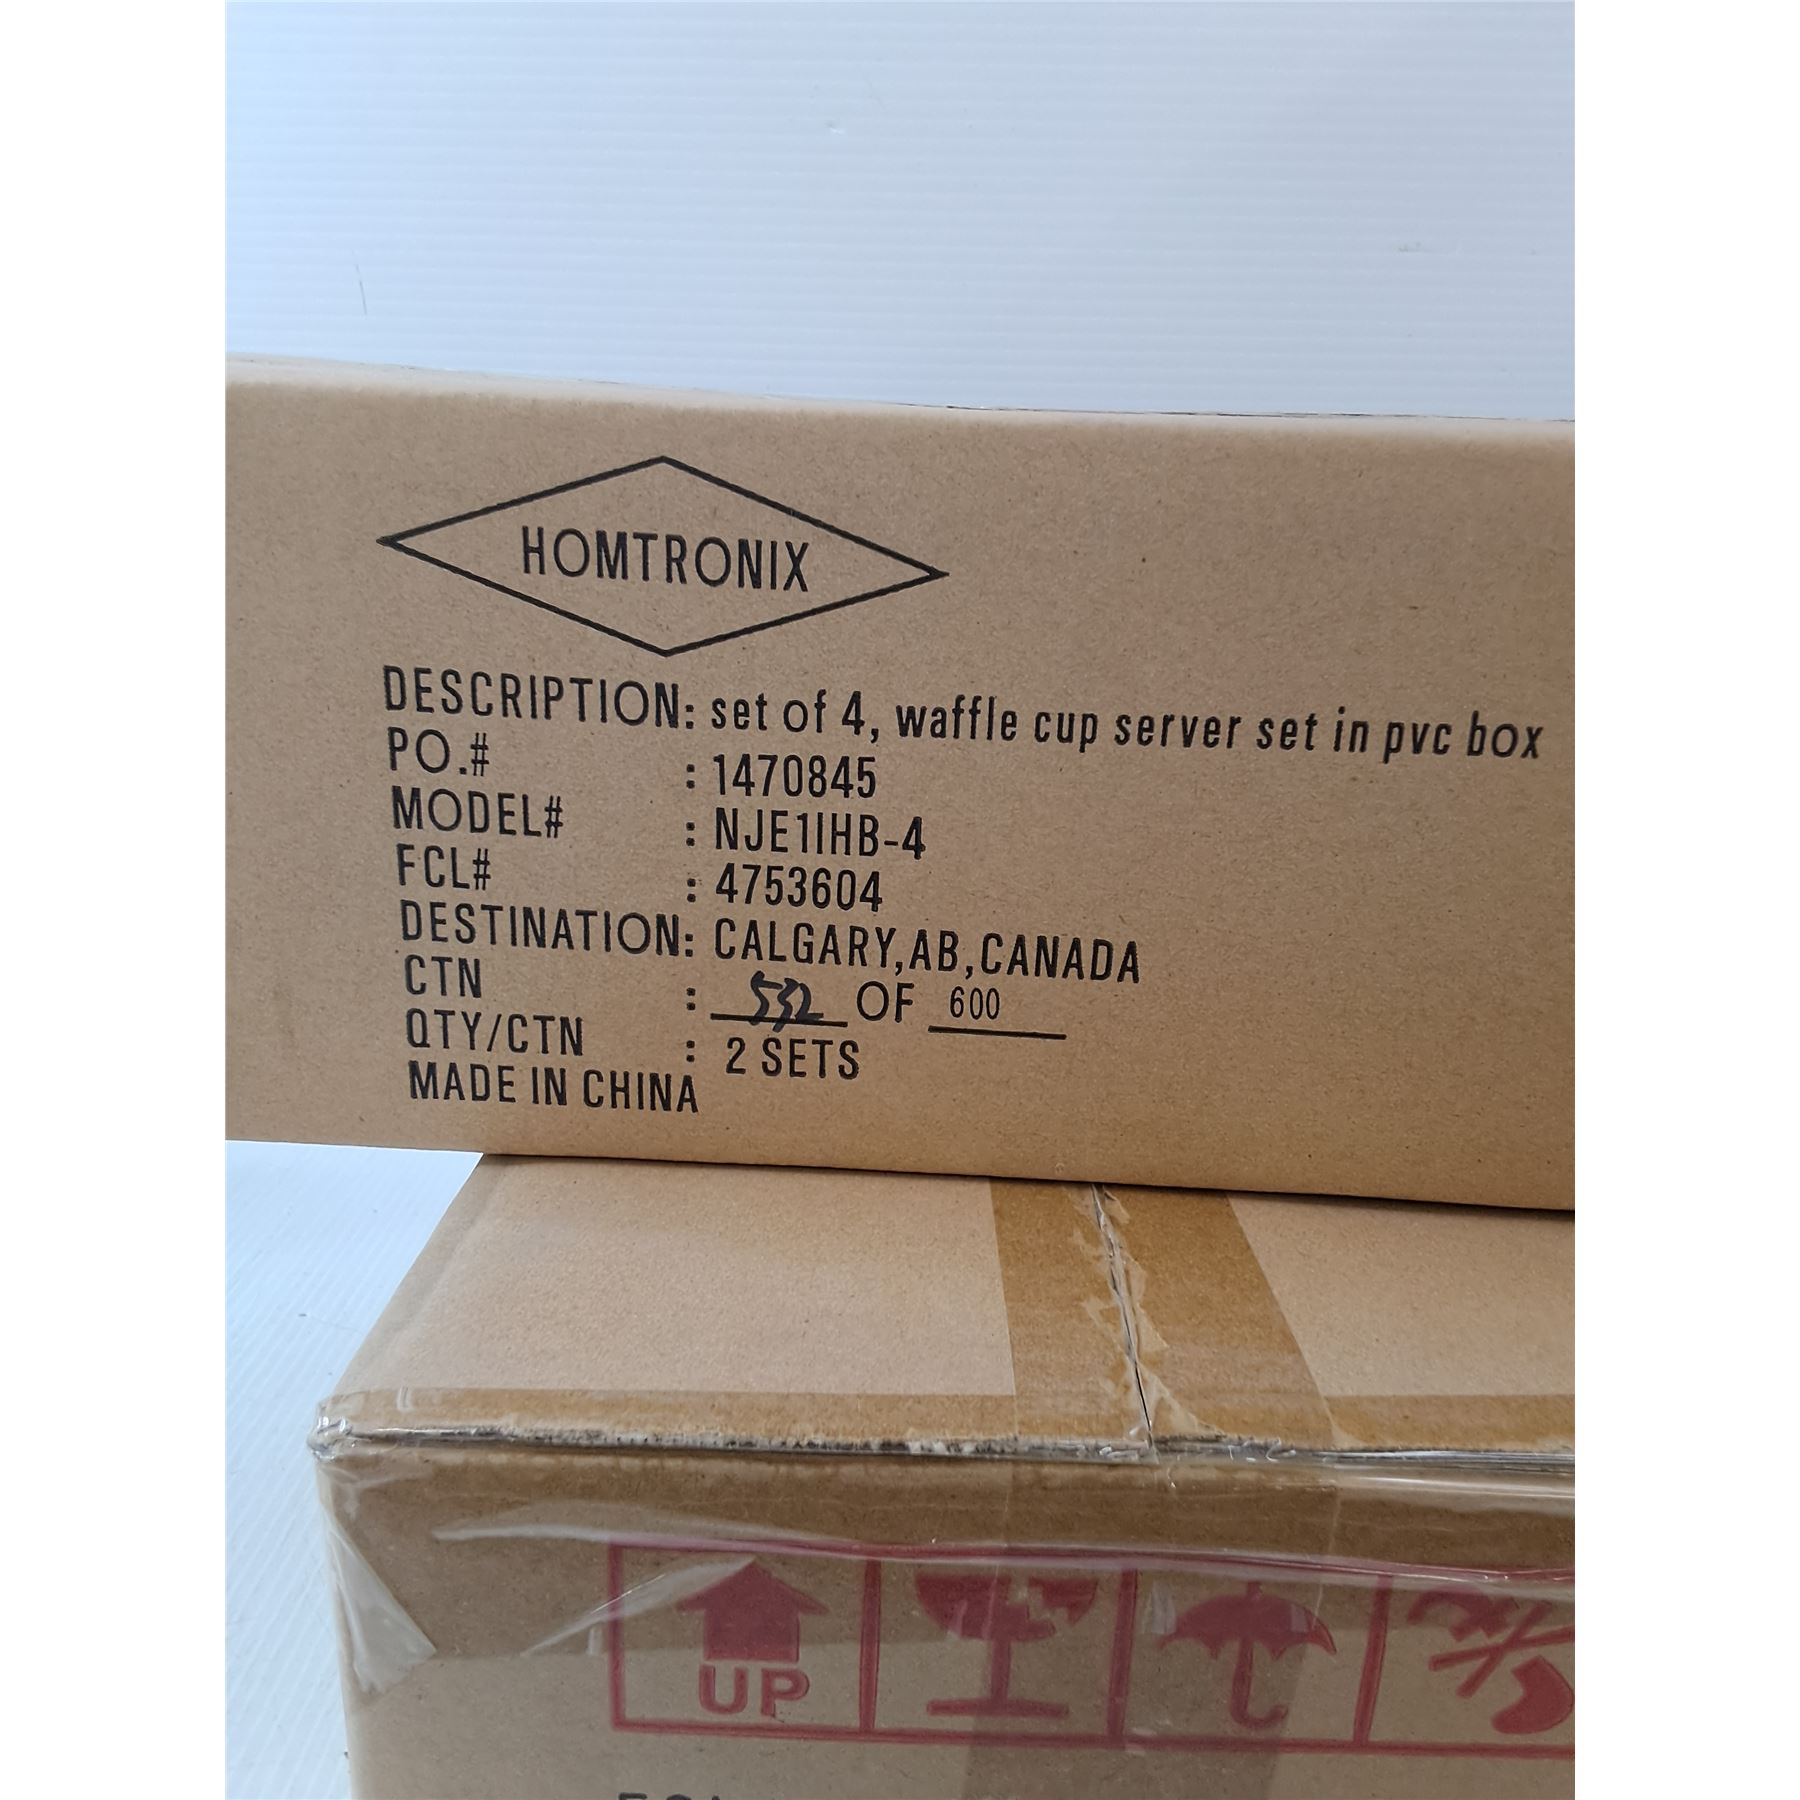 HOMTRONIX
DESCRIPTION: set of 4, waffle cup server set in pvc box
PO.# : 1470845
MODEL# : NJE1IHB-4
FCL# : 4753604
DESTINATION: CALGARY,AB,CANADA
CTN : 532 OF 600
QTY/CTN : 2 SETS
MADE IN CHINA
UP